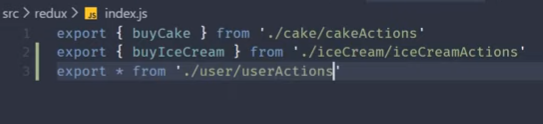 src > redux > JS index.js
1 export { buyCake } from './cake/cakeActions'
2 export { buyIceCream } from './iceCream/iceCreamActions'
3 export * from './user/userActions'